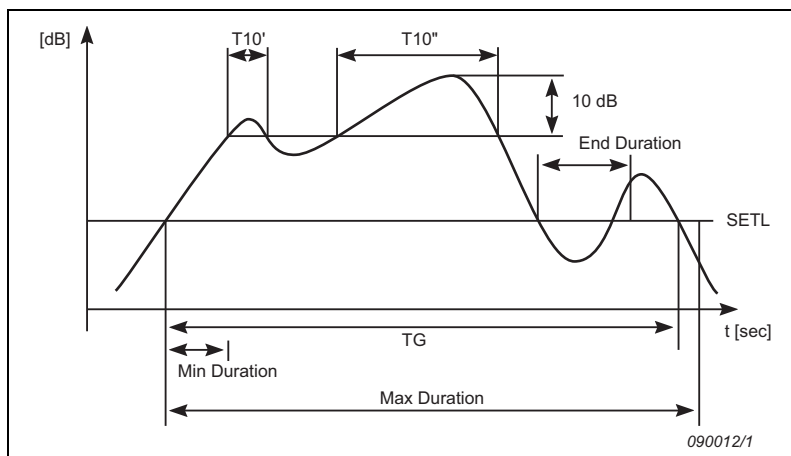 [dB]
T10'
T10"
10 dB
End Duration
SETL
t [sec]
TG
Min Duration
Max Duration
090012/1